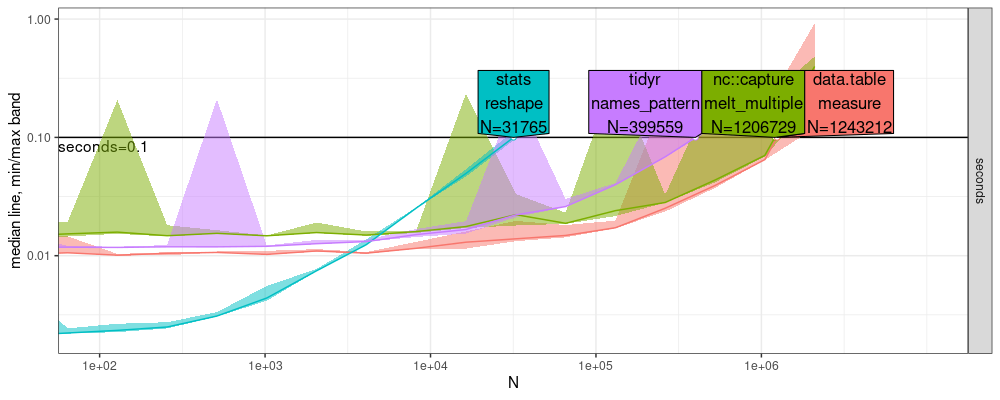 1.00
0.10
0.01
median line, min/max band
seconds=0.1
stats
reshape
N=31765
tidyr
names_pattern
N=399559
nc::capture
melt_multiple
N=1206729
data.table
measure
N=1243212
seconds
1e+02
1e+03
1e+04
1e+05
1e+06
N